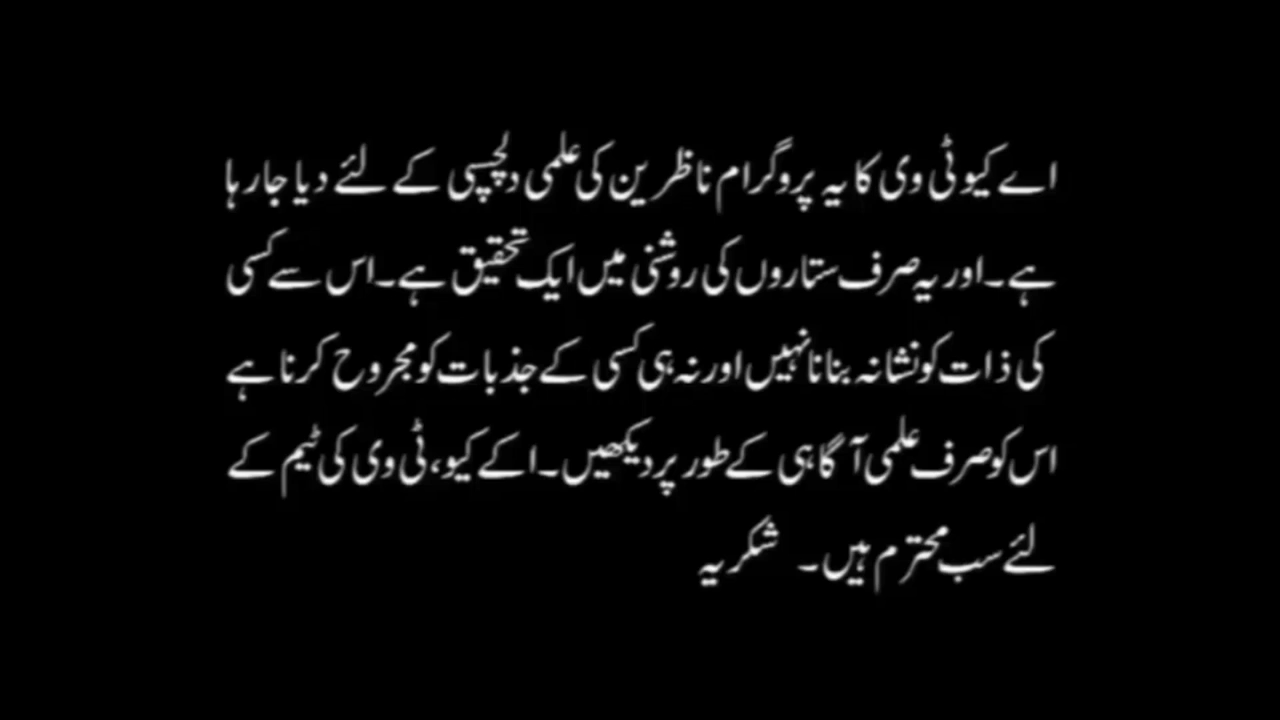 اے کیو ٹی وی کا یہ پروگرام ناظرین کی علمی دلچسپی کے لئے دیا جارہا
ہے۔ اور یہ صرف ستاروں کی روشنی میں ایک تحقیق ہے۔ اس سے کسی
کی ذات کو نشانہ بنانا نہیں اور نہ ہی کسی کے جذبات کو مجروح کرنا ہے
اس کو صرف علمی آگاہی کے طور پر دیکھیں۔ اکے کیو، ٹی وی کی ٹیم کے
لئے سب محترم ہیں۔ شکریہ